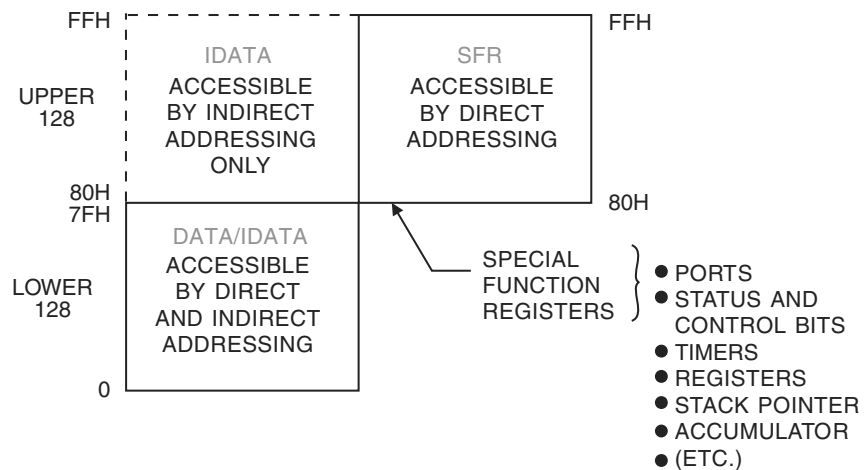 FFH
IDATA
ACCESSIBLE
BY INDIRECT
ADDRESSING
ONLY
SFR
ACCESSIBLE
BY DIRECT
ADDRESSING
FFH
UPPER
128
80H
7FH
80H
DATA/IDATA
ACCESSIBLE
BY DIRECT
AND INDIRECT
ADDRESSING
LOWER
128
0
SPECIAL
FUNCTION
REGISTERS
● PORTS
● STATUS AND
CONTROL BITS
● TIMERS
● REGISTERS
● STACK POINTER
● ACCUMULATOR
● (ETC.)